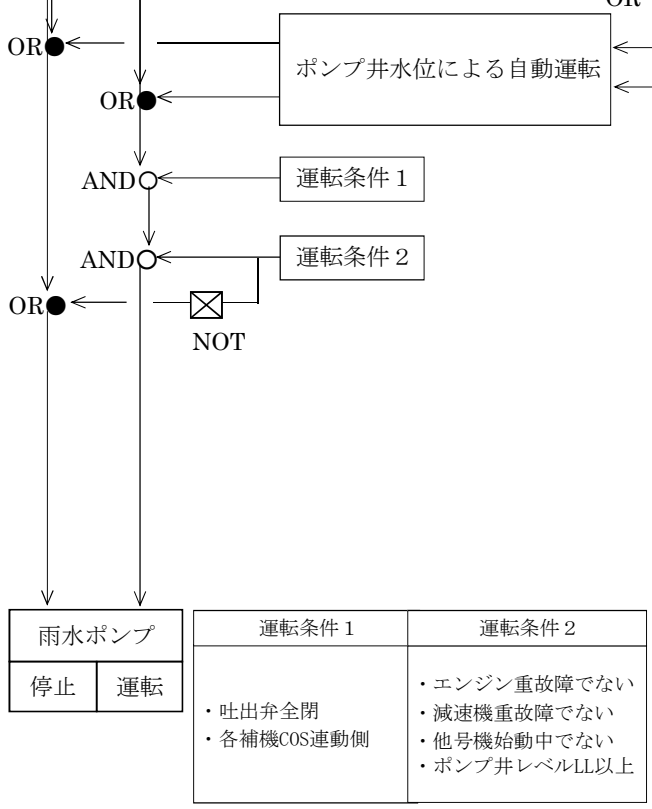 OR
OR
ポンプ井水位による自動運転
OR
AND
運転条件１
AND
運転条件２
OR
NOT
雨水ポンプ
停止
運転
運転条件１
運転条件２
・吐出弁全閉
・各補機COS連動側
・エンジン重故障でない
・減速機重故障でない
・他号機始動中でない
・ポンプ井レベルLL以上